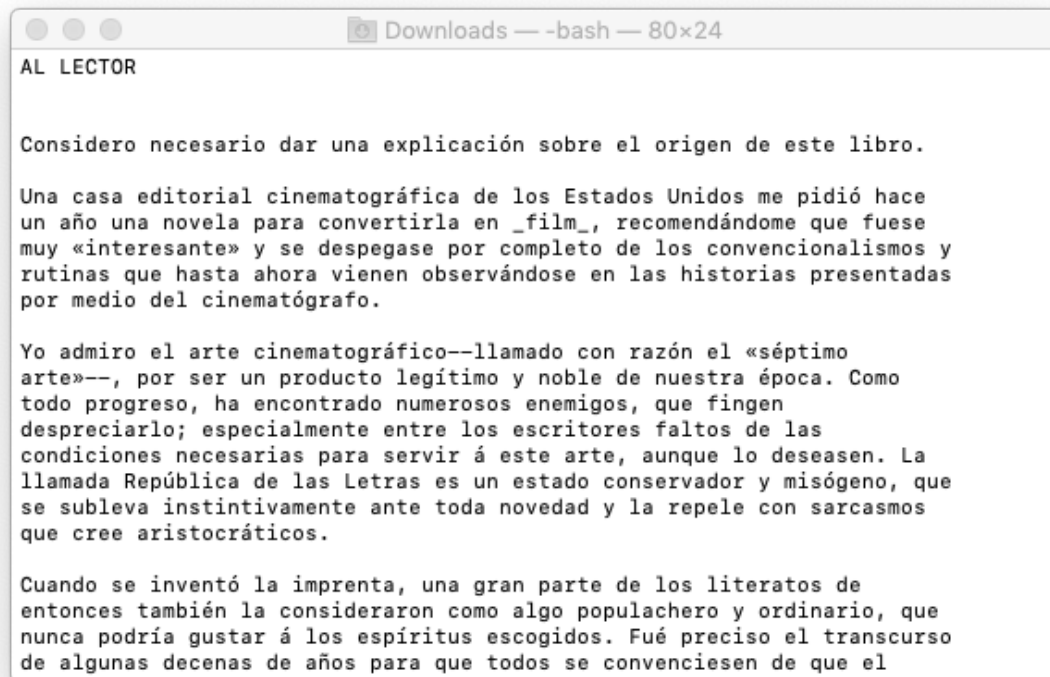 Downloads — -bash — 80×24
AL LECTOR
Considero necesario dar una explicación sobre el origen de este libro.
Una casa editorial cinematográfica de los Estados Unidos me pidió hace
un año una novela para convertirla en _film_, recomendándome que fuese
muy «interesante» y se despegase por completo de los convencionalismos y
rutinas que hasta ahora vienen observándose en las historias presentadas
por medio del cinematógrafo.
Yo admiro el arte cinematográfico--llamado con razón el «séptimo
arte»--, por ser un producto legítimo y noble de nuestra época. Como
todo progreso, ha encontrado numerosos enemigos, que fingen
despreciarlo; especialmente entre los escritores faltos de las
condiciones necesarias para servir á este arte, aunque lo deseasen. La
llamada República de las Letras es un estado conservador y misógeno, que
se subleva instintivamente ante toda novedad y la repele con sarcasmos
que cree aristocráticos.
Cuando se inventó la imprenta, una gran parte de los literatos de
entonces también la consideraron como algo populachero y ordinario, que
nunca podría gustar á los espíritus escogidos. Fué preciso el transcurso
de algunas decenas de años para que todos se convenciesen de que el